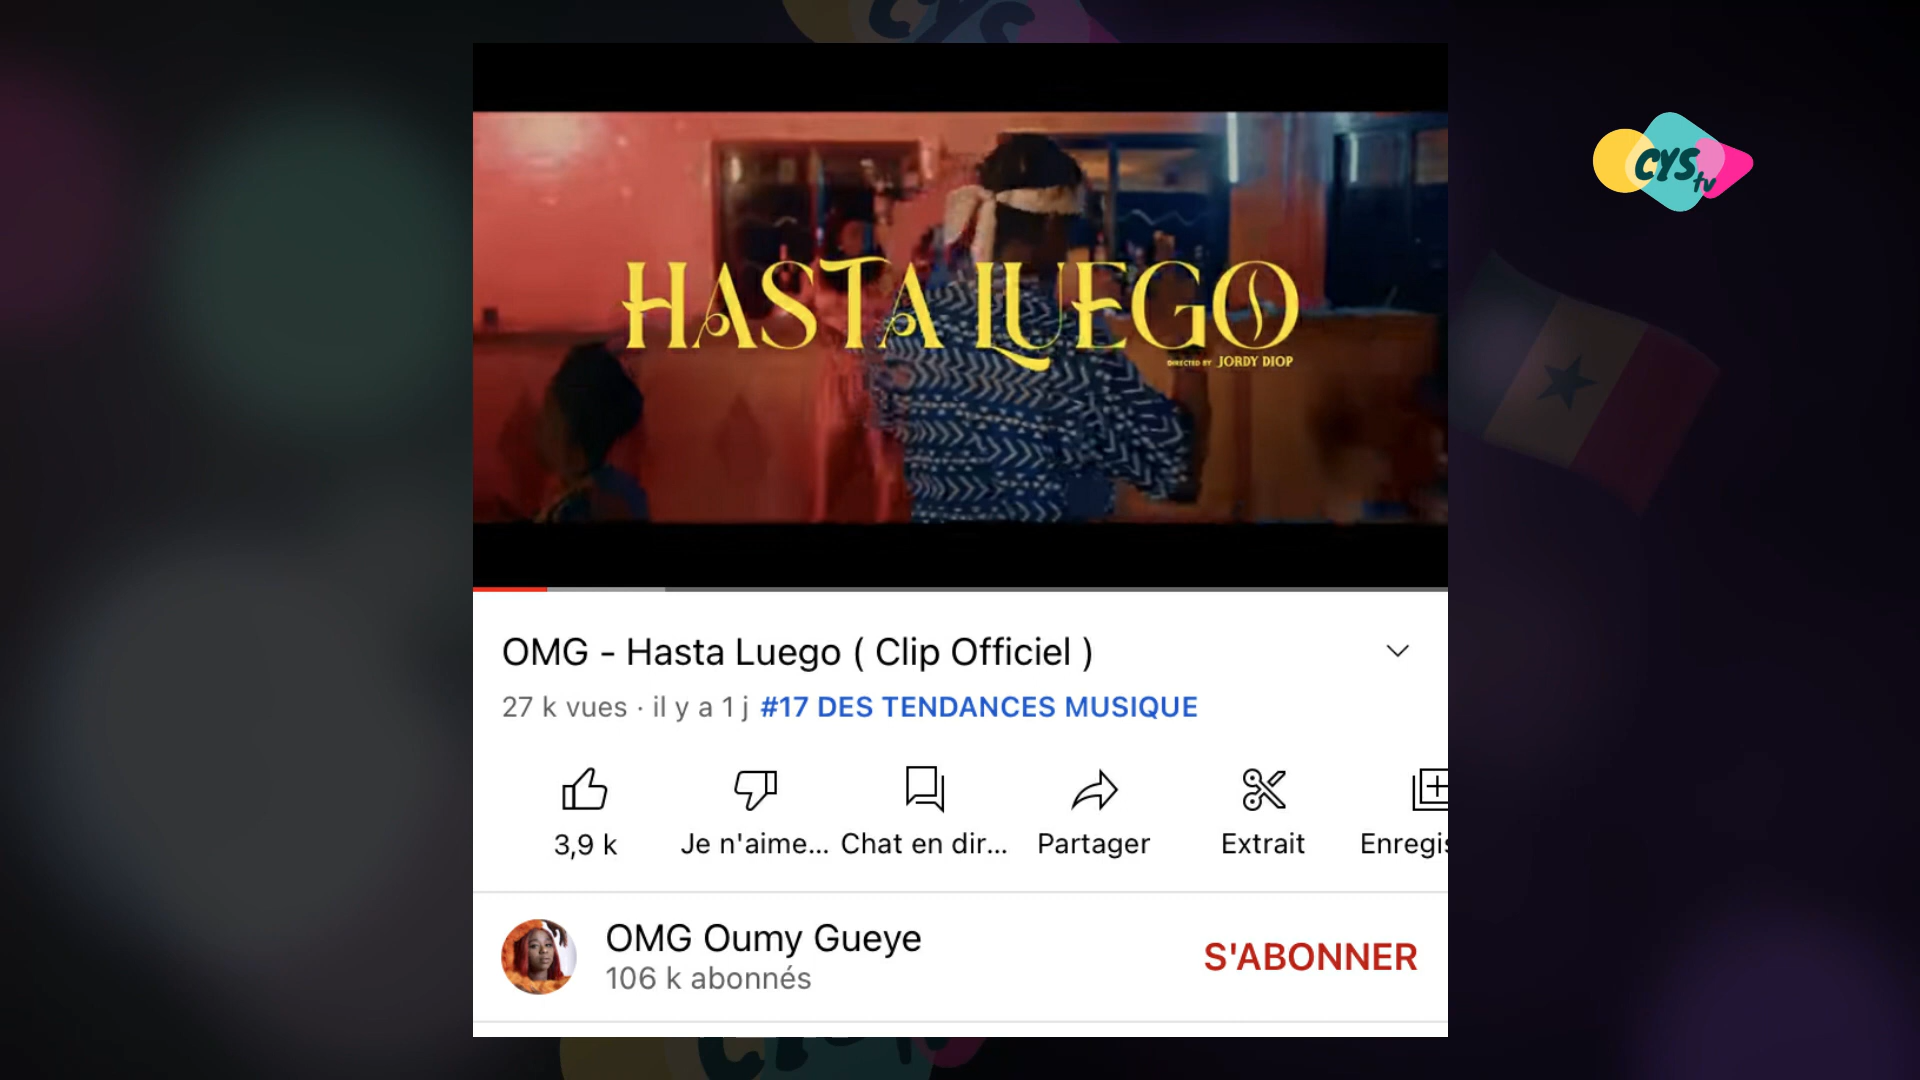 CYS
CYS tv
HASTA LUEGO
DIRECTED BY JORDY DIOP
OMG - Hasta Luego ( Clip Officiel )
27 k vues · il y a 1 j #17 DES TENDANCES MUSIQUE
3,9 k
Je n'aime...
Chat en dir...
Partager
Extrait
Enregis
OMG Oumy Gueye
106 k abonnés
S'ABONNER